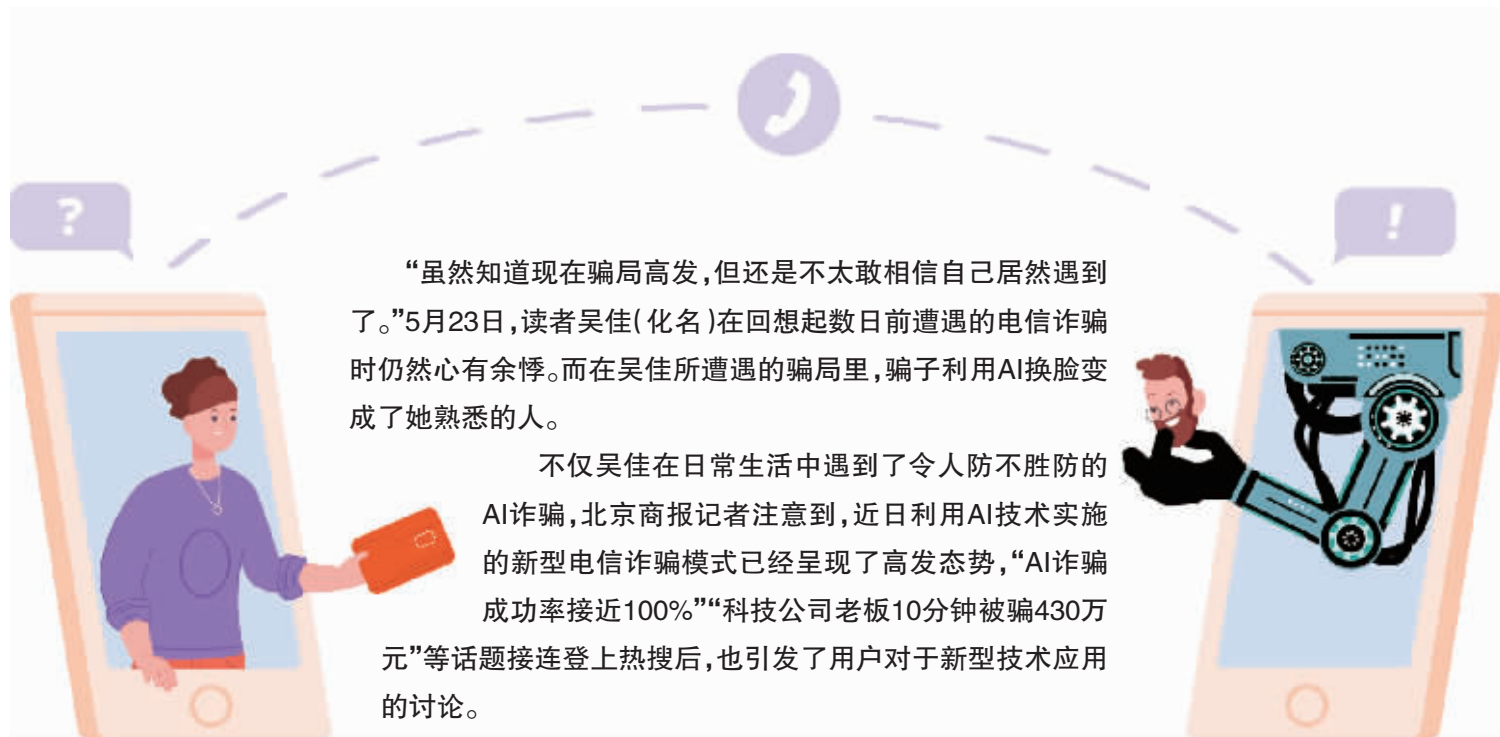 ?
!
“虽然知道现在骗局高发,但还是不太敢相信自己居然遇到
了。”5月23日,读者吴佳(化名)在回想起数日前遭遇的电信诈骗
时仍然心有余悸。而在吴佳所遭遇的骗局里,骗子利用AI换脸变
成了她熟悉的人。
不仅吴佳在日常生活中遇到了令人防不胜防的
AI诈骗,北京商报记者注意到,近日利用AI技术实施
的新型电信诈骗模式已经呈现了高发态势,“AI诈骗
成功率接近100%”“科技公司老板10分钟被骗430万
元”等话题接连登上热搜后,也引发了用户对于新型技术应用
的讨论。